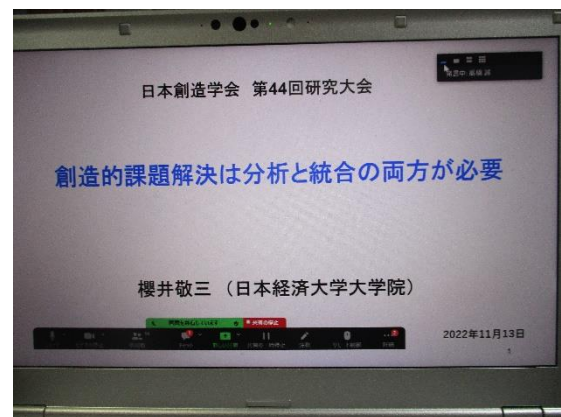 日本創造学会 第44回研究大会
創造的課題解決は分析と統合の両方が必要
櫻井敬三 （日本経済大学大学院）
2022年11月13日
1